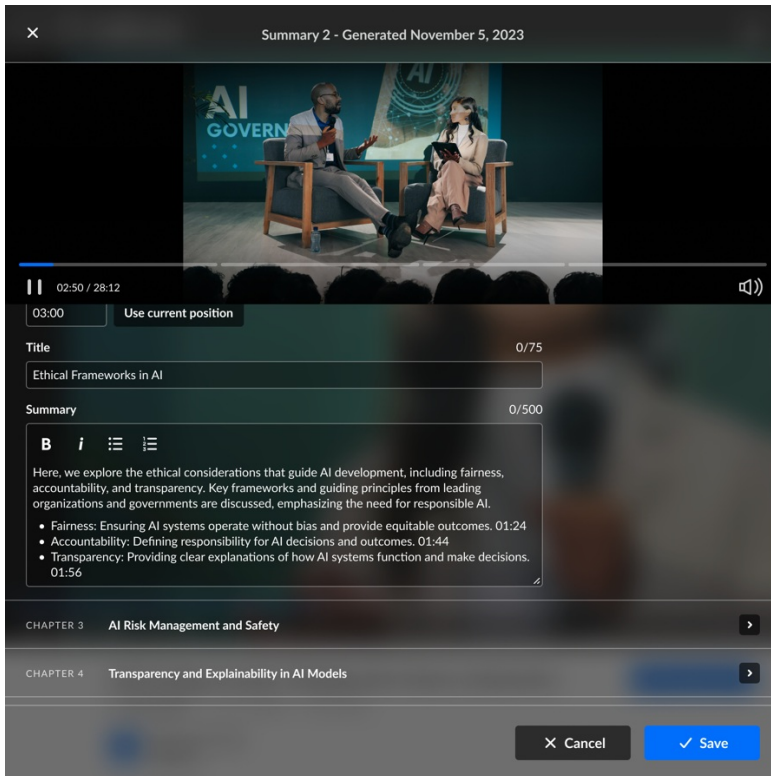 Summary 2 - Generated November 5, 2023
AI
AI
GOVERN
02:50 / 28:12
03:00
Use current position
Title
0/75
Ethical Frameworks in AI
Summary
0/500
B i
Here, we explore the ethical considerations that guide AI development, including fairness,
accountability, and transparency. Key frameworks and guiding principles from leading
organizations and governments are discussed, emphasizing the need for responsible AI.
• Fairness: Ensuring AI systems operate without bias and provide equitable outcomes. 01:24
• Accountability: Defining responsibility for AI decisions and outcomes. 01:44
• Transparency: Providing clear explanations of how AI systems function and make decisions.
01:56
CHAPTER 3 AI Risk Management and Safety
CHAPTER 4 Transparency and Explainability in AI Models
Cancel
Save